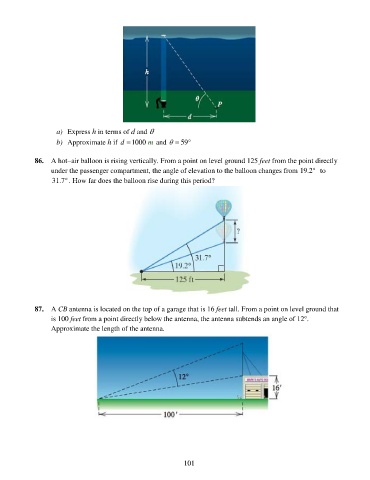 h
θ
P
d
a) Express h in terms of d and θ
b) Approximate h if d = 1000 m and θ = 59°
86. A hot–air balloon is rising vertically. From a point on level ground 125 feet from the point directly
under the passenger compartment, the angle of elevation to the balloon changes from 19.2° to
31.7°. How far does the balloon rise during this period?
?
31.7°
19.2°
125 ft
87. A CB antenna is located on the top of a garage that is 16 feet tall. From a point on level ground that
is 100 feet from a point directly below the antenna, the antenna subtends an angle of 12°.
Approximate the length of the antenna.
12°
16'
100'
101